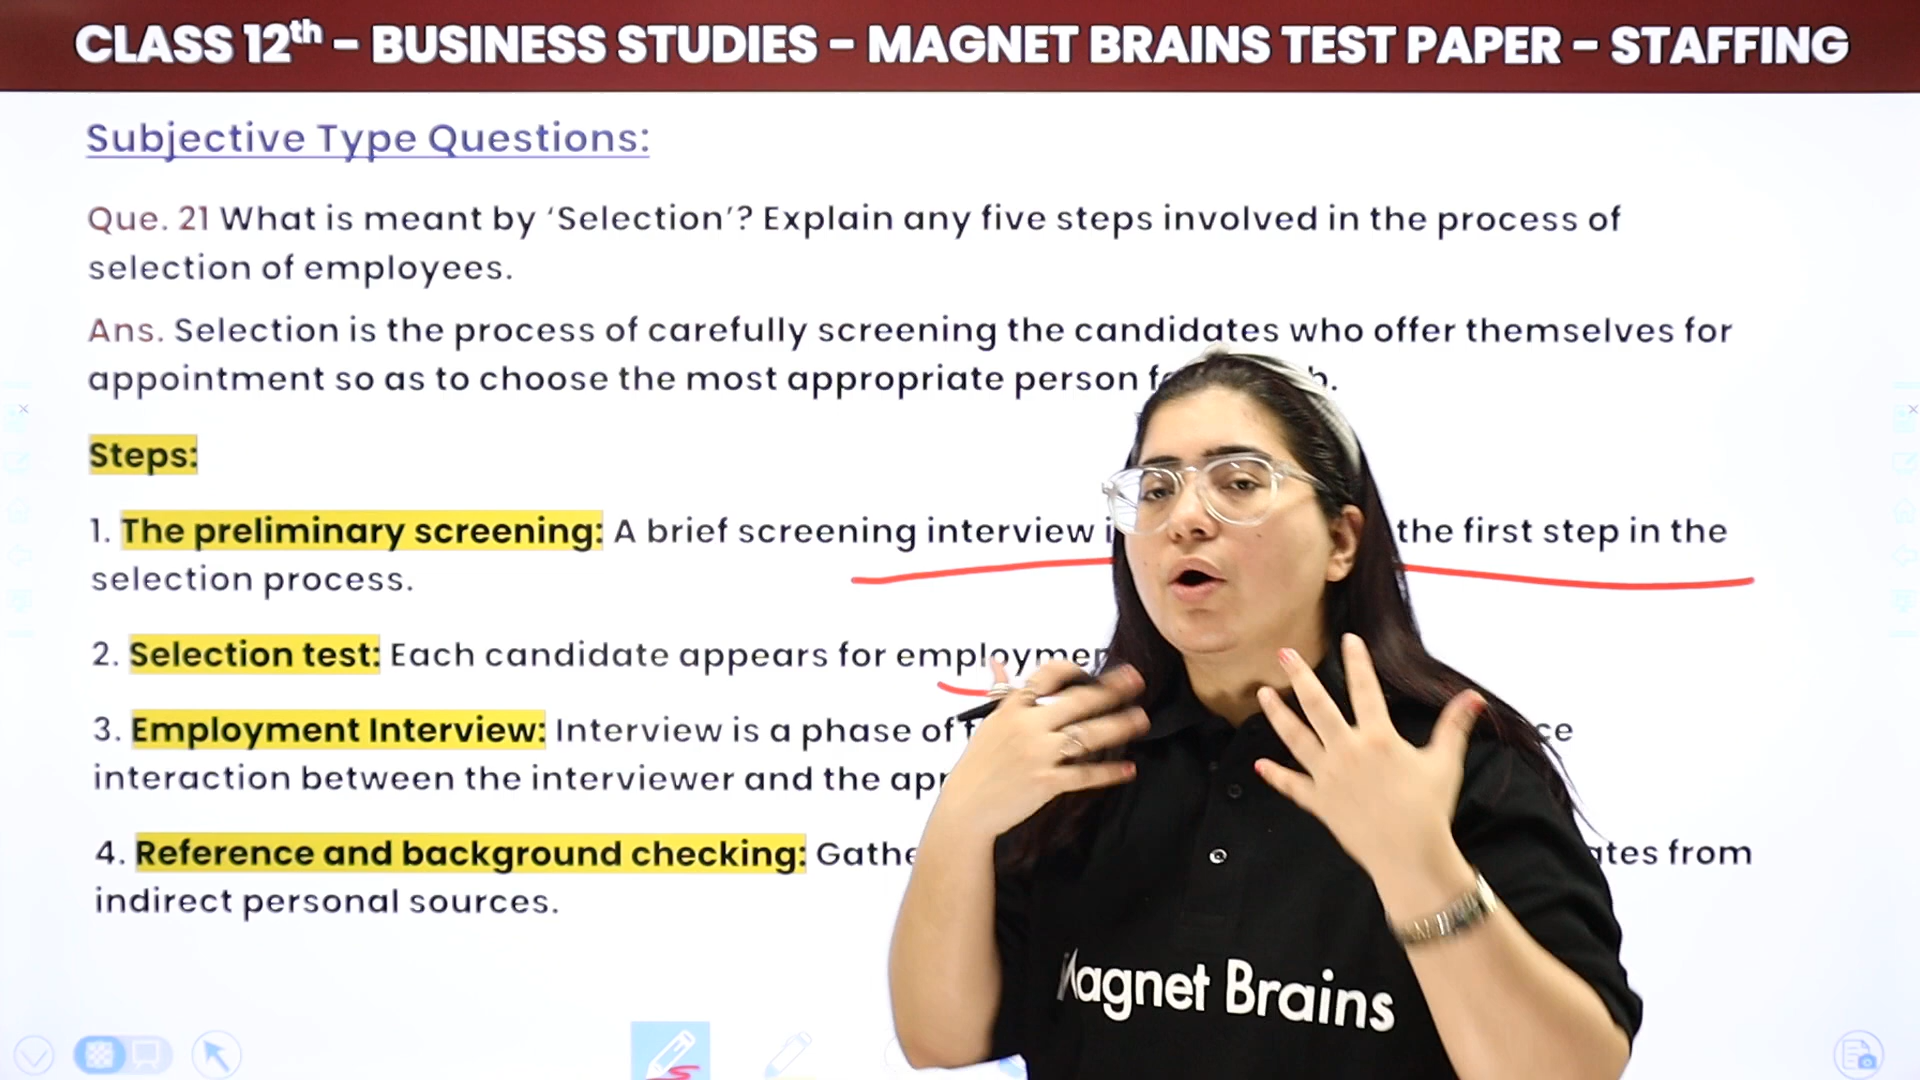 CLASS 12th – BUSINESS STUDIES – MAGNET BRAINS TEST PAPER – STAFFING
Subjective Type Questions:
Que. 21 What is meant by ‘Selection’? Explain any five steps involved in the process of
selection of employees.
Ans. Selection is the process of carefully screening the candidates who offer themselves for
appointment so as to choose the most appropriate person
Steps:
1. The preliminary screening: A brief screening interview the first step in the
selection process.
2. Selection test: Each candidate appears for
3. Employment Interview: Interview is a phase of
interaction between the interviewer and the
4. Reference and background checking: from
indirect personal sources.
Magnet Brains